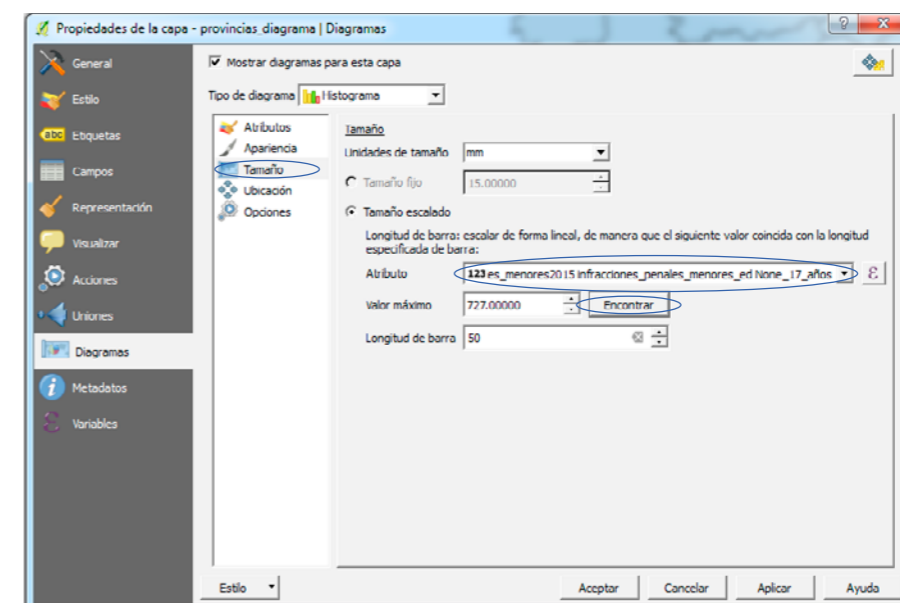 Propiedades de la capa - provincias_diagrama | Diagramas
General
Estilo
Etiquetas
Campos
Representación
Visualizar
Acciones
Uniones
Diagramas
Metadatos
Variables
Mostrar diagramas para esta capa
Tipo de diagrama Histograma
Atributos
Apariencia
Tamaño
Ubicación
Opciones
Tamaño
Unidades de tamaño mm
Tamaño fijo 15.00000
Tamaño escalado
Longitud de barra: escalar de forma lineal, de manera que el siguiente valor coincida con la longitud
especificada de barra:
Atributo 123 es_menores2015 infracciones_penales_menores_ed None_17_años ε
Valor máximo 727.00000 Encontrar
Longitud de barra 50
Estilo Aceptar Cancelar Aplicar Ayuda